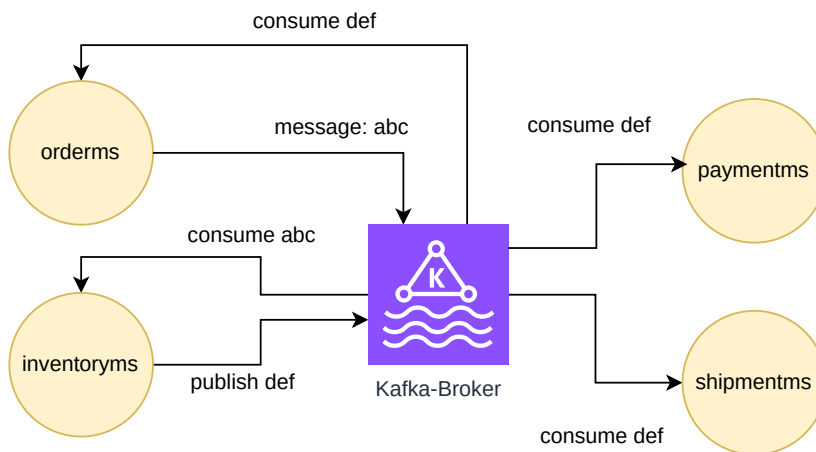 consume def
orderms
message: abc
consume def
paymentms
consume abc
K
inventoryms
publish def
Kafka-Broker
shipmentms
consume def